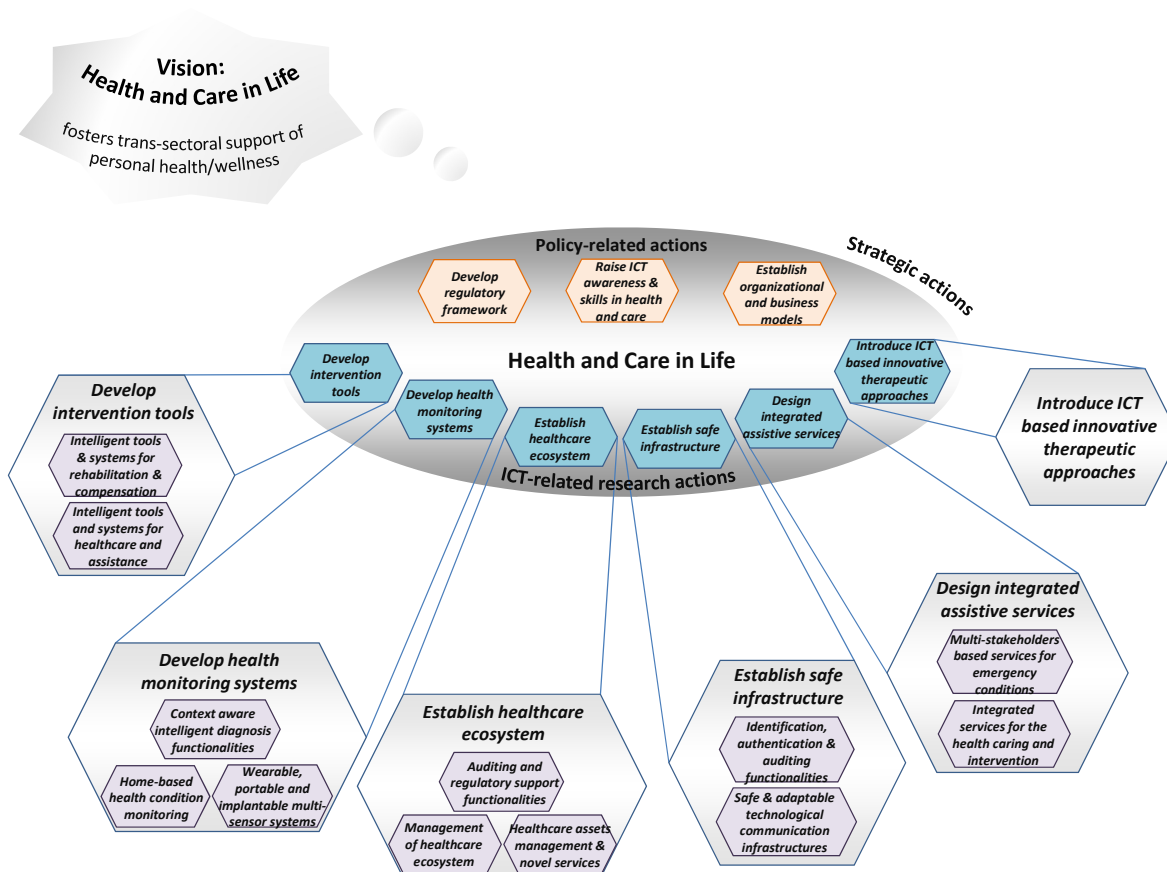 Vision:
Health and Care in Life
fosters trans-sectoral support of
personal health/wellness
Policy-related actions
Strategic actions
Develop
regulatory
framework
Raise ICT
awareness &
skills in health
and care
Establish
organizational
and business
models
Health and Care in Life
Develop
intervention
tools
Develop health
monitoring
systems
Establish
healthcare
ecosystem
Establish safe
infrastructure
Design
integrated
assistive services
Introduce ICT
based innovative
therapeutic
approaches
ICT-related research actions
Develop
intervention tools
Intelligent tools
& systems for
rehabilitation &
compensation
Intelligent tools
and systems for
healthcare and
assistance
Introduce ICT
based innovative
therapeutic
approaches
Develop health
monitoring systems
Context aware
intelligent diagnosis
functionalities
Home-based
health condition
monitoring
Wearable,
portable and
implantable multi-
sensor systems
Establish healthcare
ecosystem
Auditing and
regulatory support
functionalities
Management
of healthcare
ecosystem
Healthcare assets
management &
novel services
Establish safe
infrastructure
Identification,
authentication &
auditing
functionalities
Safe & adaptable
technological
communication
infrastructures
Design integrated
assistive services
Multi-stakeholders
based services for
emergency
conditions
Integrated
services for the
health caring and
intervention